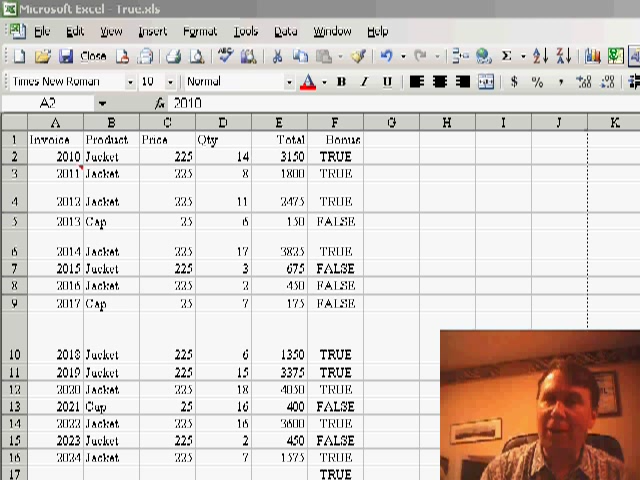 Microsoft Excel - True.xls
File Edit View Insert Format Tools Data Window Help
Close Σ
Times New Roman 10 Normal A B I U $ % ,
A2 fx 2010
A B C D E F G H I J K
1 Invoice Product Price Qty Total Bonus
2 2010 Jacket 225 14 3150 TRUE
3 2011 Jacket 225 8 1800 TRUE
4 2012 Jacket 225 11 2475 TRUE
5 2013 Cap 25 6 150 FALSE
6 2014 Jacket 225 17 3825 TRUE
7 2015 Jacket 225 3 675 FALSE
8 2016 Jacket 225 2 450 FALSE
9 2017 Cap 25 7 175 FALSE
10 2018 Jacket 225 6 1350 TRUE
11 2019 Jacket 225 15 3375 TRUE
12 2020 Jacket 225 18 4050 TRUE
13 2021 Cap 25 16 400 FALSE
14 2022 Jacket 225 16 3600 TRUE
15 2023 Jacket 225 2 450 FALSE
16 2024 Jacket 225 7 1575 TRUE
17 TRUE